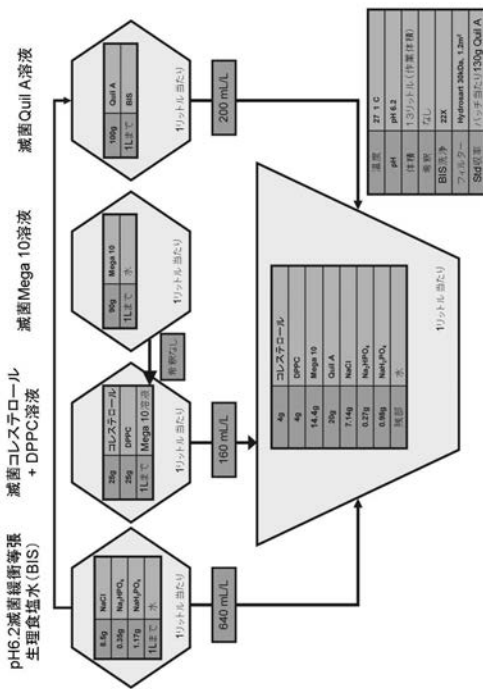 pH6.2滅菌緩衝等張
生理食塩水(BIS)
8.5g NaCl
0.35g Na₂HPO₄
1.17g NaH₂PO₄
1Lまで 水
1リットル当たり
滅菌コレステロール
+ DPPC溶液
25g コレステロール
25g DPPC
1Lまで Mega 10溶液
1リットル当たり
滅菌Mega 10溶液
90g Mega 10
1Lまで 水
1リットル当たり
滅菌Quil A溶液
100g Quil A
1Lまで BIS
1リットル当たり
希釈なし
640 mL/L
160 mL/L
200 mL/L
4g コレステロール
4g DPPC
14.4g Mega 10
20g Quil A
7.14g NaCl
0.27g Na₂HPO₄
0.98g NaH₂PO₄
残部 水
1リットル当たり
温度 27 1 C
pH pH 6.2
体積 13リットル(作業体積)
希釈 なし
BIS洗浄 22X
フィルター Hydrosart 30kDa, 1.2m²
Std収率 バッチ当たり130g Quil A